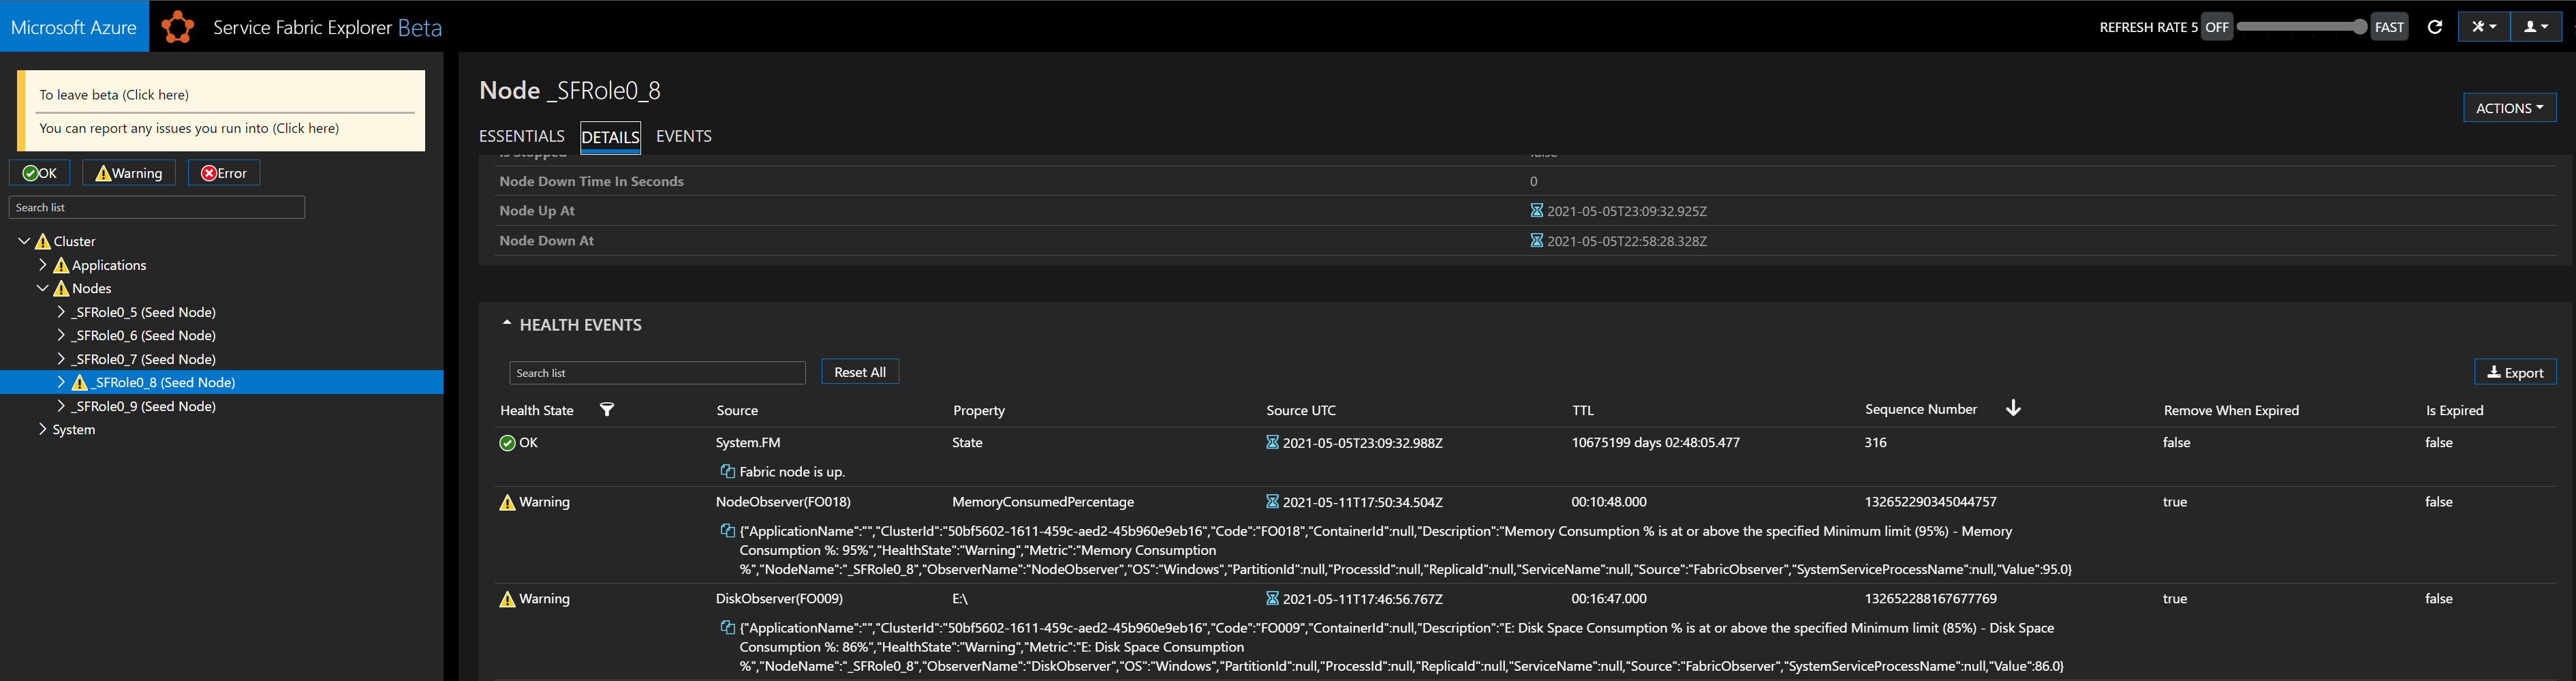 Microsoft Azure
Service Fabric Explorer Beta
REFRESH RATE 5 OFF FAST
To leave beta (Click here)
You can report any issues you run into (Click here)
OK Warning Error
Search list
Cluster
Applications
Nodes
_SFRole0_5 (Seed Node)
_SFRole0_6 (Seed Node)
_SFRole0_7 (Seed Node)
_SFRole0_8 (Seed Node)
_SFRole0_9 (Seed Node)
System
Node _SFRole0_8
ACTIONS
ESSENTIALS DETAILS EVENTS
Is Stopped false
Node Down Time In Seconds 0
Node Up At 2021-05-05T23:09:32.925Z
Node Down At 2021-05-05T22:58:28.328Z
HEALTH EVENTS
Search list Reset All Export
Health State Source Property Source UTC TTL Sequence Number Remove When Expired Is Expired
OK System.FM State 2021-05-05T23:09:32.988Z 10675199 days 02:48:05.477 316 false false
Fabric node is up.
Warning NodeObserver(FO018) MemoryConsumedPercentage 2021-05-11T17:50:34.504Z 00:10:48.000 132652290345044757 true false
{"ApplicationName":"","ClusterId":"50bf5602-1611-459c-aed2-45b960e9eb16","Code":"FO018","ContainerId":null,"Description":"Memory Consumption % is at or above the specified Minimum limit (95%) - Memory
Consumption %: 95%","HealthState":"Warning","Metric":"Memory Consumption
%","NodeName":"_SFRole0_8","ObserverName":"NodeObserver","OS":"Windows","PartitionId":null,"ProcessId":null,"ReplicaId":null,"ServiceName":null,"Source":"FabricObserver","SystemServiceProcessName":null,"Value":95.0}
Warning DiskObserver(FO009) E:\ 2021-05-11T17:46:56.767Z 00:16:47.000 132652288167677769 true false
{"ApplicationName":"","ClusterId":"50bf5602-1611-459c-aed2-45b960e9eb16","Code":"FO009","ContainerId":null,"Description":"E: Disk Space Consumption % is at or above the specified Minimum limit (85%) - Disk Space
Consumption %: 86%","HealthState":"Warning","Metric":"E: Disk Space Consumption
%","NodeName":"_SFRole0_8","ObserverName":"DiskObserver","OS":"Windows","PartitionId":null,"ProcessId":null,"ReplicaId":null,"ServiceName":null,"Source":"FabricObserver","SystemServiceProcessName":null,"Value":86.0}